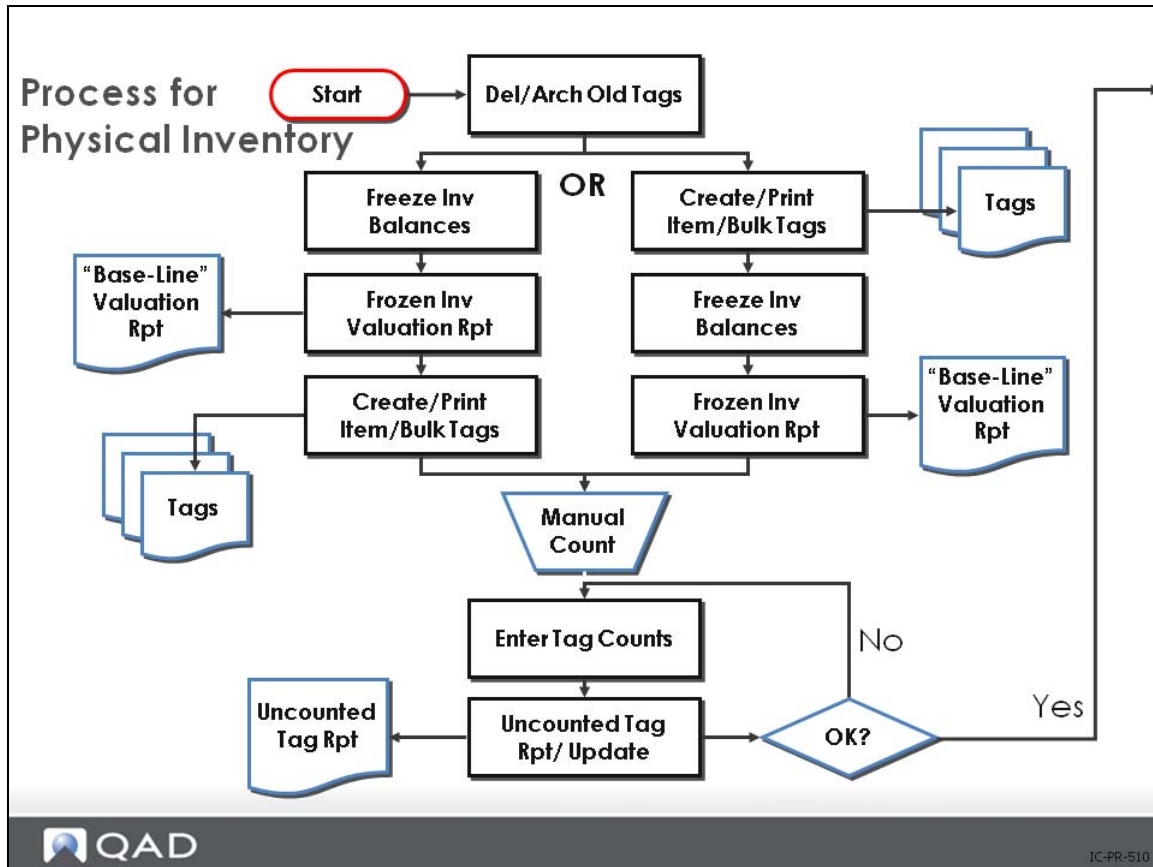 Process for
Physical Inventory
Start
Del/Arch Old Tags
OR
Freeze Inv
Balances
Create/Print
Item/Bulk Tags
Tags
"Base-Line"
Valuation
Rpt
Frozen Inv
Valuation Rpt
Freeze Inv
Balances
Create/Print
Item/Bulk Tags
Frozen Inv
Valuation Rpt
"Base-Line"
Valuation
Rpt
Tags
Manual
Count
Enter Tag Counts
No
Uncounted
Tag Rpt
Uncounted Tag
Rpt/ Update
OK?
Yes
QAD
IC-PR-510